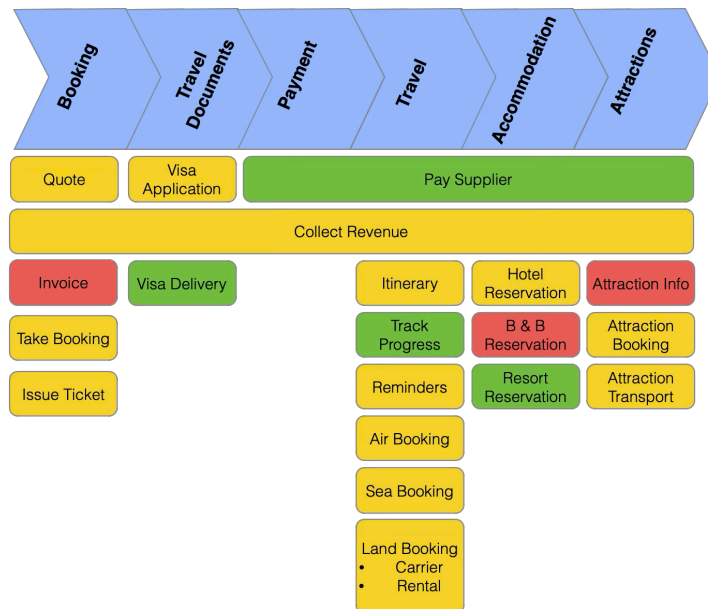 Booking
Travel
Documents
Payment
Travel
Accommodation
Attractions
Quote
Visa
Application
Pay Supplier
Collect Revenue
Invoice
Visa Delivery
Itinerary
Hotel
Reservation
Attraction Info
Take Booking
Track
Progress
B & B
Reservation
Attraction
Booking
Issue Ticket
Reminders
Resort
Reservation
Attraction
Transport
Air Booking
Sea Booking
Land Booking
• Carrier
• Rental